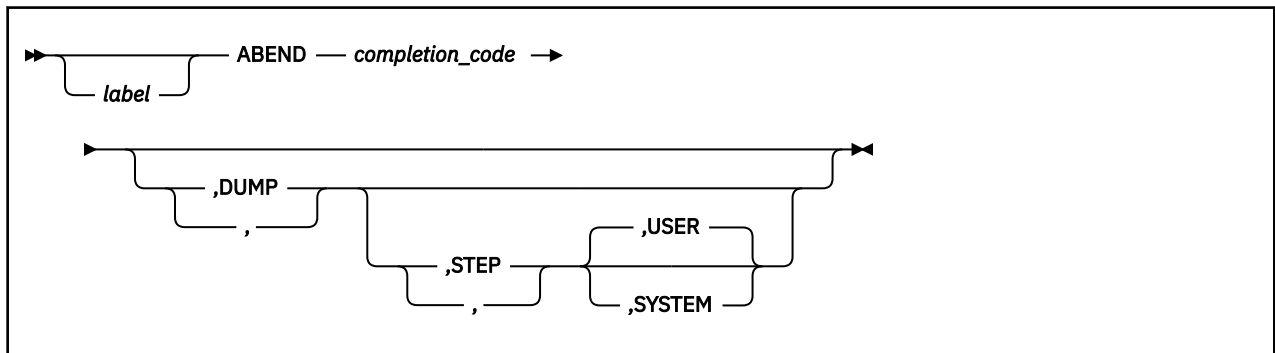 ABEND completion_code
label
,DUMP
,
,USER
,STEP
,
,SYSTEM